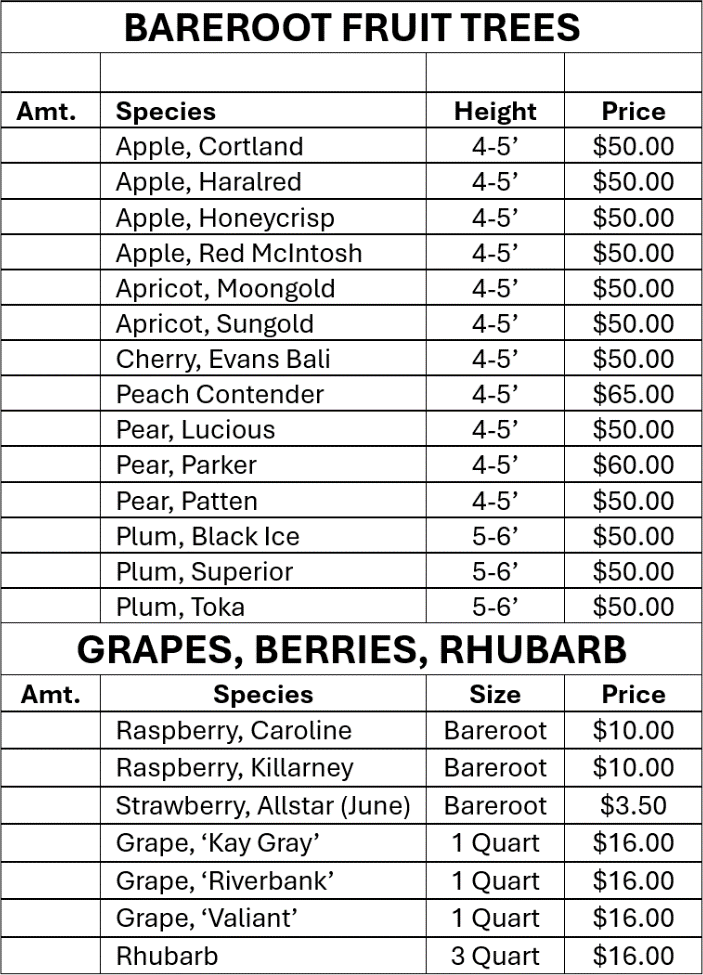 BAREROOT FRUIT TREES
Amt. Species Height Price
Apple, Cortland 4-5’ $50.00
Apple, Haralred 4-5’ $50.00
Apple, Honeycrisp 4-5’ $50.00
Apple, Red McIntosh 4-5’ $50.00
Apricot, Moongold 4-5’ $50.00
Apricot, Sungold 4-5’ $50.00
Cherry, Evans Bali 4-5’ $50.00
Peach Contender 4-5’ $65.00
Pear, Lucious 4-5’ $50.00
Pear, Parker 4-5’ $60.00
Pear, Patten 4-5’ $50.00
Plum, Black Ice 5-6’ $50.00
Plum, Superior 5-6’ $50.00
Plum, Toka 5-6’ $50.00
GRAPES, BERRIES, RHUBARB
Amt. Species Size Price
Raspberry, Caroline Bareroot $10.00
Raspberry, Killarney Bareroot $10.00
Strawberry, Allstar (June) Bareroot $3.50
Grape, ‘Kay Gray’ 1 Quart $16.00
Grape, ‘Riverbank’ 1 Quart $16.00
Grape, ‘Valiant’ 1 Quart $16.00
Rhubarb 3 Quart $16.00